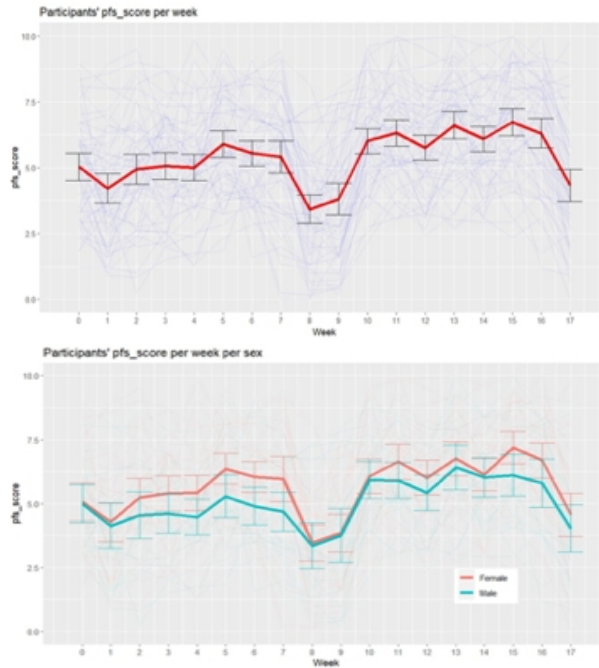 Participants' pfs_score per week
10.0
7.5
5.0
2.5
0.0
pfs_score
0 1 2 3 4 5 6 7 8 9 10 11 12 13 14 15 16 17
Week
Participants' pfs_score per week per sex
10.0
7.5
5.0
2.5
0.0
pfs_score
Female
Male
0 1 2 3 4 5 6 7 8 9 10 11 12 13 14 15 16 17
Week